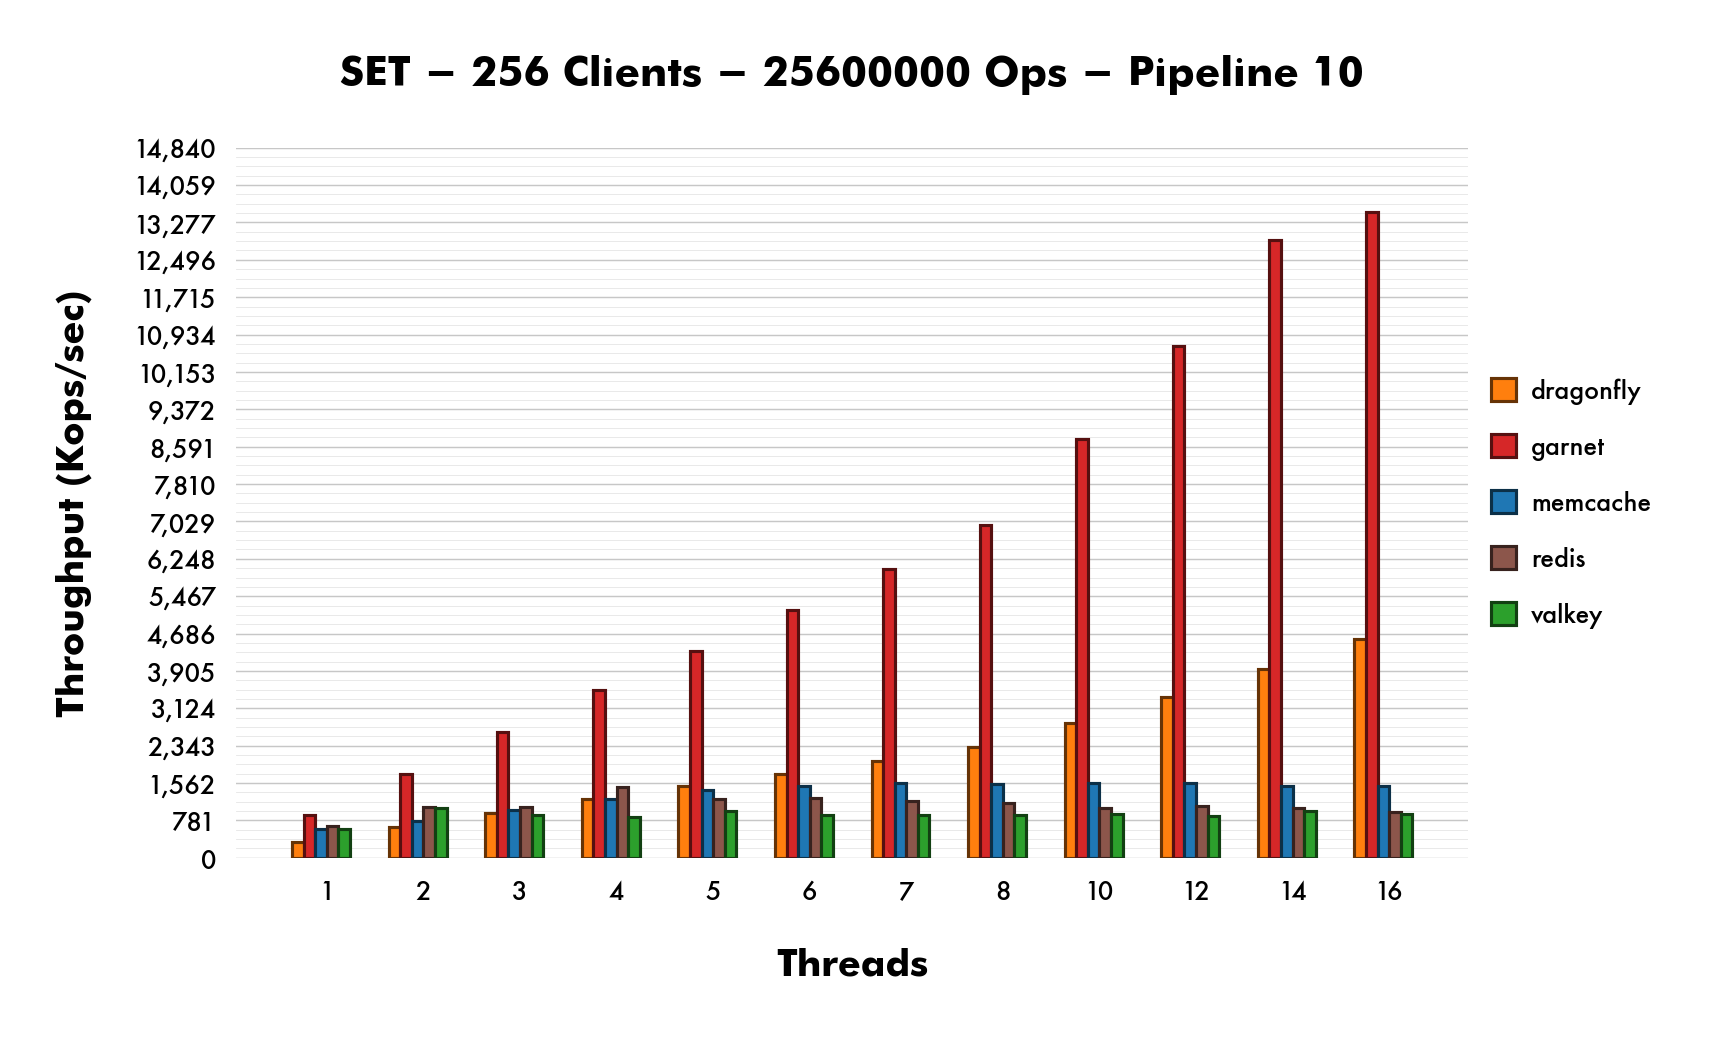 SET – 256 Clients – 25600000 Ops – Pipeline 10
Throughput (Kops/sec)
14,840
14,059
13,277
12,496
11,715
10,934
10,153
9,372
8,591
7,810
7,029
6,248
5,467
4,686
3,905
3,124
2,343
1,562
781
0
1 2 3 4 5 6 7 8 10 12 14 16
Threads
dragonfly
garnet
memcache
redis
valkey